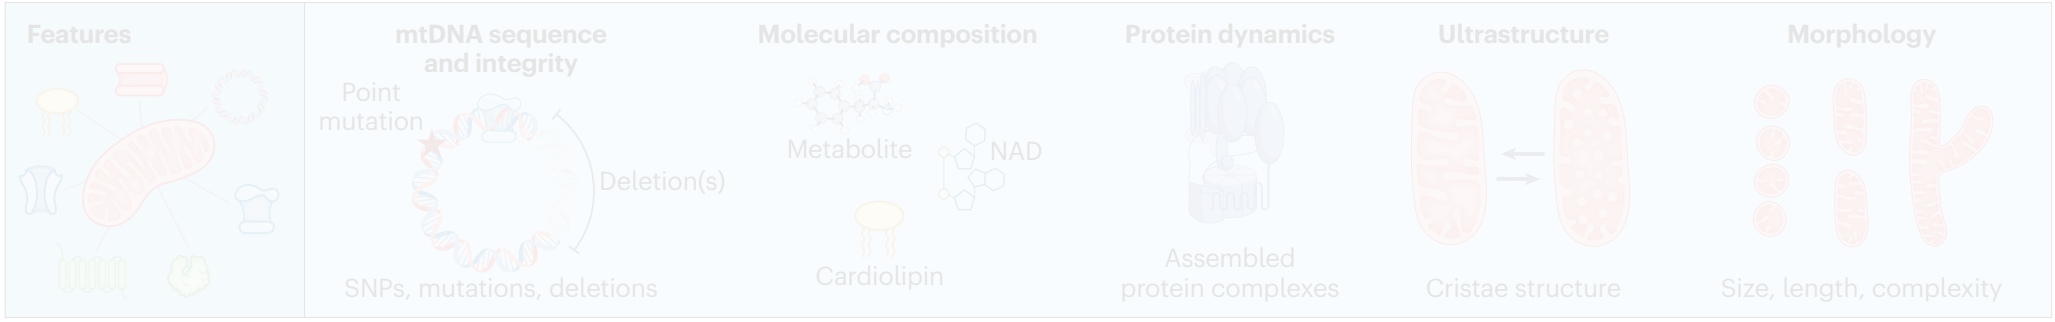 Features
mtDNA sequence
and integrity
Point
mutation
Deletion(s)
SNPs, mutations, deletions
Molecular composition
Metabolite
NAD
Cardiolipin
Protein dynamics
Assembled
protein complexes
Ultrastructure
Cristae structure
Morphology
Size, length, complexity